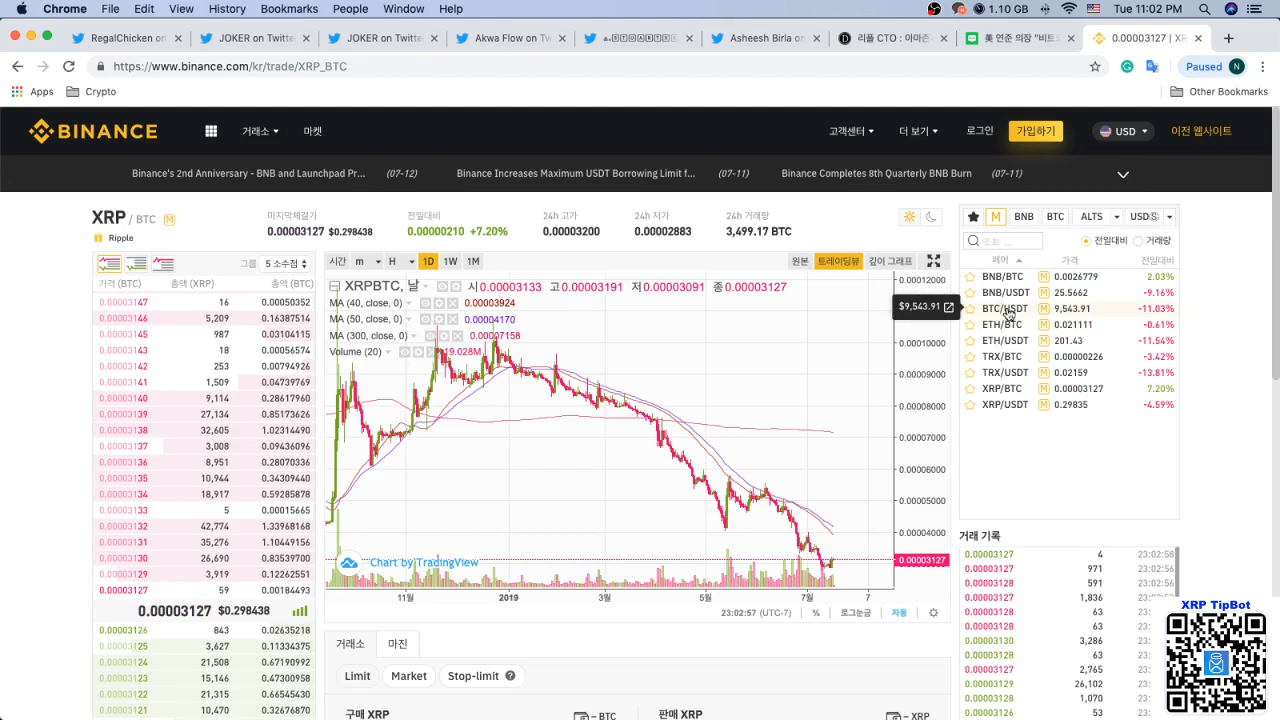 Chrome File Edit View History Bookmarks People Window Help 1.10 GB Tue 11:02 PM
RegalChicken on JOKER on Twitte JOKER on Twitte Akwa Flow on Tw Asheesh Birla on 리플 CTO : 아마존 美 연준 의장 "비트 0.00003127 | XR
https://www.binance.com/kr/trade/XRP_BTC Paused N
Apps Crypto Other Bookmarks
BINANCE 거래소 마켓 고객센터 더 보기 로그인 가입하기 USD 이전 웹사이트
Binance's 2nd Anniversary - BNB and Launchpad Pr... (07-12) Binance Increases Maximum USDT Borrowing Limit f... (07-11) Binance Completes 8th Quarterly BNB Burn (07-11)
XRP / BTC M
Ripple
마지막체결가 전일대비 24h 고가 24h 저가 24h 거래량
0.00003127 $0.298438 0.00000210 +7.20% 0.00003200 0.00002883 3,499.17 BTC
그룹 5 소수점
가격 (BTC) 총액 (XRP) 총액 (BTC)
0.00003147 16 0.00050352
0.00003146 5,209 0.16387514
0.00003145 987 0.03104115
0.00003143 18 0.00056574
0.00003142 253 0.00794926
0.00003141 1,509 0.04739769
0.00003140 9,114 0.28617960
0.00003139 27,134 0.85173626
0.00003138 32,605 1.02314490
0.00003137 3,008 0.09436096
0.00003136 8,951 0.28070336
0.00003135 10,944 0.34309440
0.00003134 18,917 0.59285878
0.00003133 5 0.00015665
0.00003132 42,774 1.33968168
0.00003131 35,276 1.10449156
0.00003130 26,690 0.83539700
0.00003129 3,919 0.12262551
0.00003127 59 0.00184493
0.00003127 $0.298438
0.00003126 843 0.02635218
0.00003125 3,627 0.11334375
0.00003124 21,508 0.67190992
0.00003123 15,146 0.47300958
0.00003122 21,315 0.66545430
0.00003121 10,470 0.32676870
시간 m H 1D 1W 1M 원본 트레이딩뷰 깊이 그래프
XRPBTC, 날 시0.00003133 고0.00003191 저0.00003091 종0.00003127
MA (40, close, 0) 0.00003924
MA (50, close, 0) 0.00004170
MA (300, close, 0) 0.00007158
Volume (20) 19.028M
0.00012000
0.00010000
0.00009000
0.00008000
0.00007000
0.00006000
0.00005000
0.00004000
0.00003127
Chart by TradingView
11월 2019 3월 5월 7월 7
23:02:57 (UTC-7) % 로그눈금 자동
거래소 마진
Limit Market Stop-limit ?
구매 XRP – BTC 판매 XRP – XRP
M BNB BTC ALTS USDⓈ
조회 ... 전일대비 거래량
페어 가격 전일대비
BNB/BTC M 0.0026779 2.03%
BNB/USDT M 25.5662 -9.16%
$9,543.91
BTC/USDT M 9,543.91 -11.03%
ETH/BTC M 0.021111 -0.61%
ETH/USDT M 201.43 -11.54%
TRX/BTC M 0.00000226 -3.42%
TRX/USDT M 0.02159 -13.81%
XRP/BTC M 0.00003127 7.20%
XRP/USDT M 0.29835 -4.59%
거래 기록
0.00003127 4 23:02:58
0.00003127 971 23:02:56
0.00003128 591 23:02:56
0.00003127 1,836 23:02:56
0.00003128 63 23:
0.00003128 63 23:
0.00003130 3,286 23:
0.00003128 63 23:
0.00003127 2,765 23:
0.00003129 26,102 23:
0.00003128 1,070 23:
0.00003126 53 23:
XRP TipBot